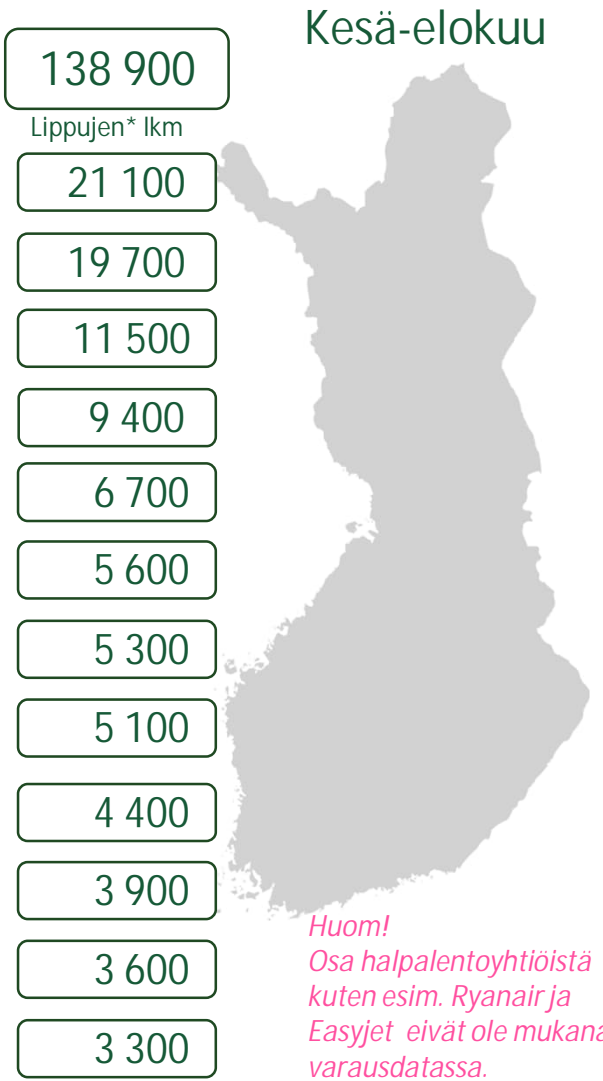 Kesä-elokuu
138 900
Lippujen* lkm
21 100
19 700
11 500
9 400
6 700
5 600
5 300
5 100
4 400
3 900
3 600
3 300
Huom!
Osa halpalentoyhtiöistä
kuten esim. Ryanair ja
Easyjet eivät ole mukana
varausdatassa.